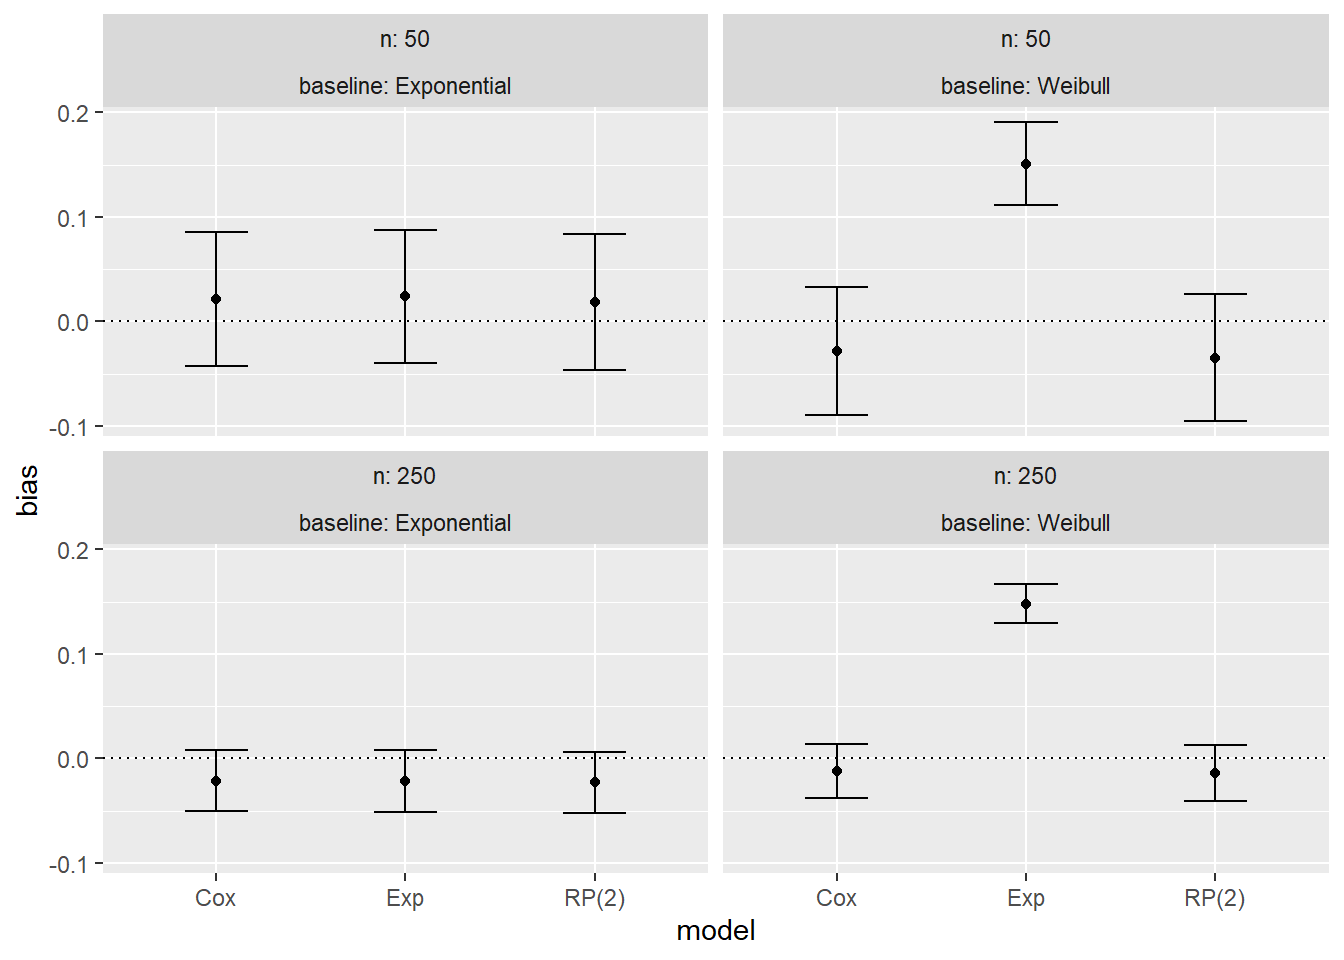 n: 50
baseline: Exponential
n: 50
baseline: Weibull
0.2
0.1
0.0
-0.1
n: 250
baseline: Exponential
n: 250
baseline: Weibull
0.2
0.1
0.0
-0.1
bias
Cox Exp RP(2) Cox Exp RP(2)
model